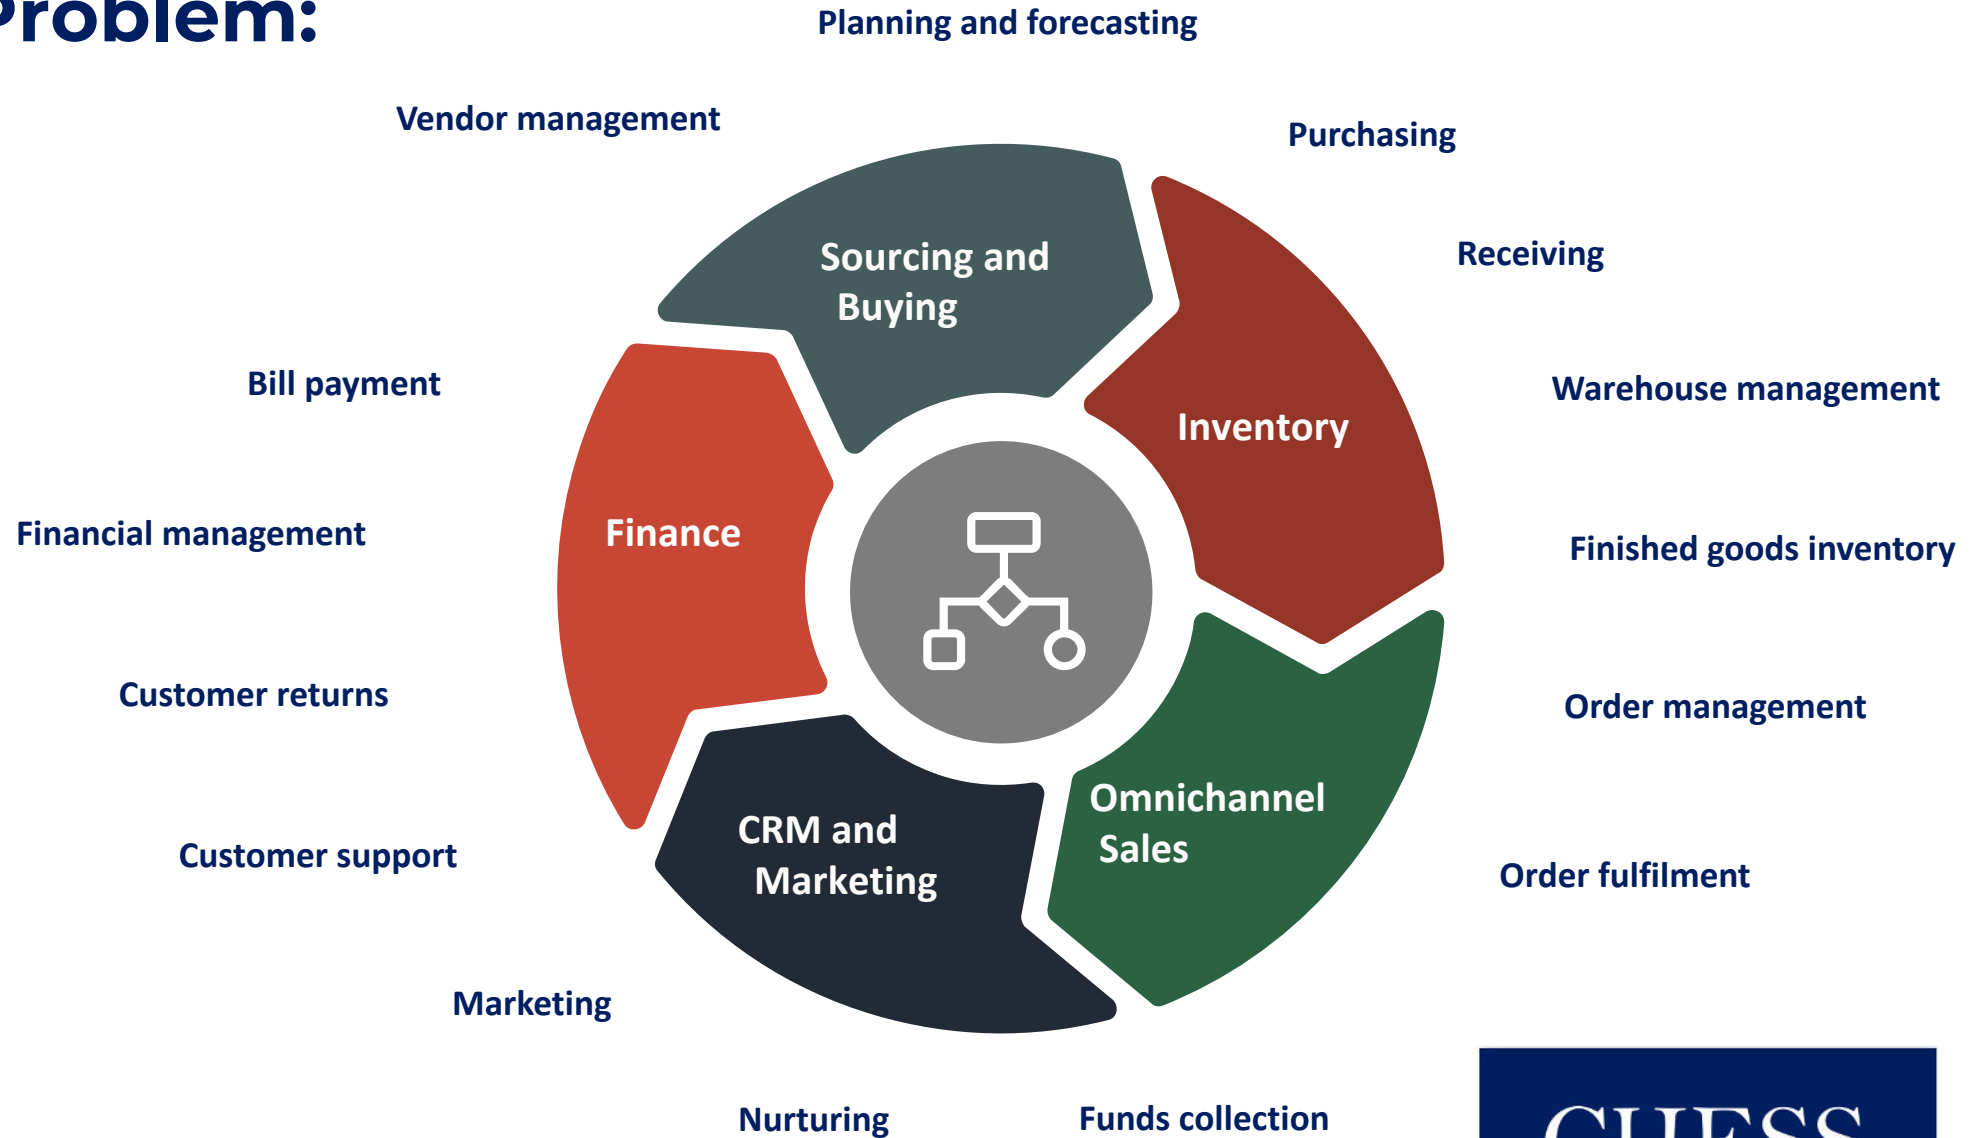 Problem:
Planning and forecasting
Vendor management
Purchasing
Sourcing and
Buying
Receiving
Bill payment
Warehouse management
Inventory
Finance
Financial management
Finished goods inventory
Customer returns
Order management
Omnichannel
Sales
CRM and
Marketing
Customer support
Order fulfilment
Marketing
Nurturing
Funds collection
CHESS